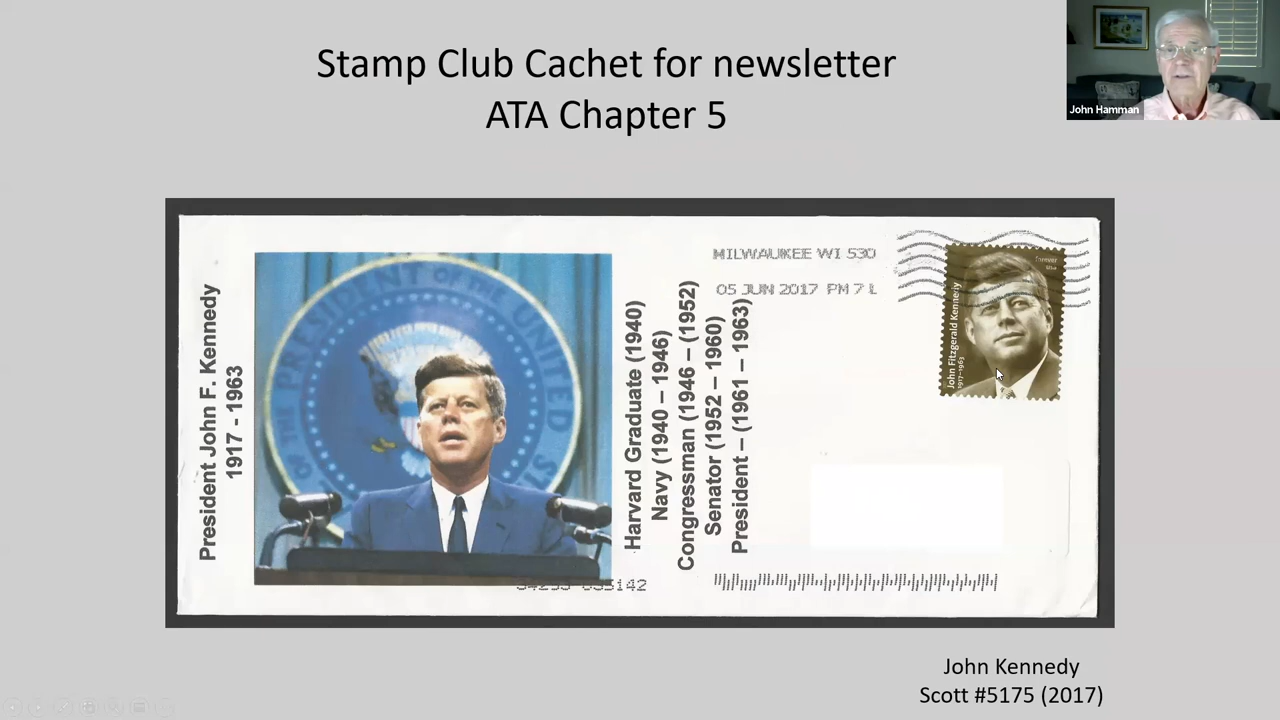 Stamp Club Cachet for newsletter
ATA Chapter 5
John Hamman
President John F. Kennedy
1917 - 1963
Harvard Graduate (1940)
Navy (1940 – 1946)
Congressman (1946 – (1952)
Senator (1952 – 1960)
President – (1961 – 1963)
MILWAUKEE WI 530
05 JUN 2017 PM 7 L
John Fitzgerald Kennedy
1917–1963
Forever
USA
John Kennedy
Scott #5175 (2017)